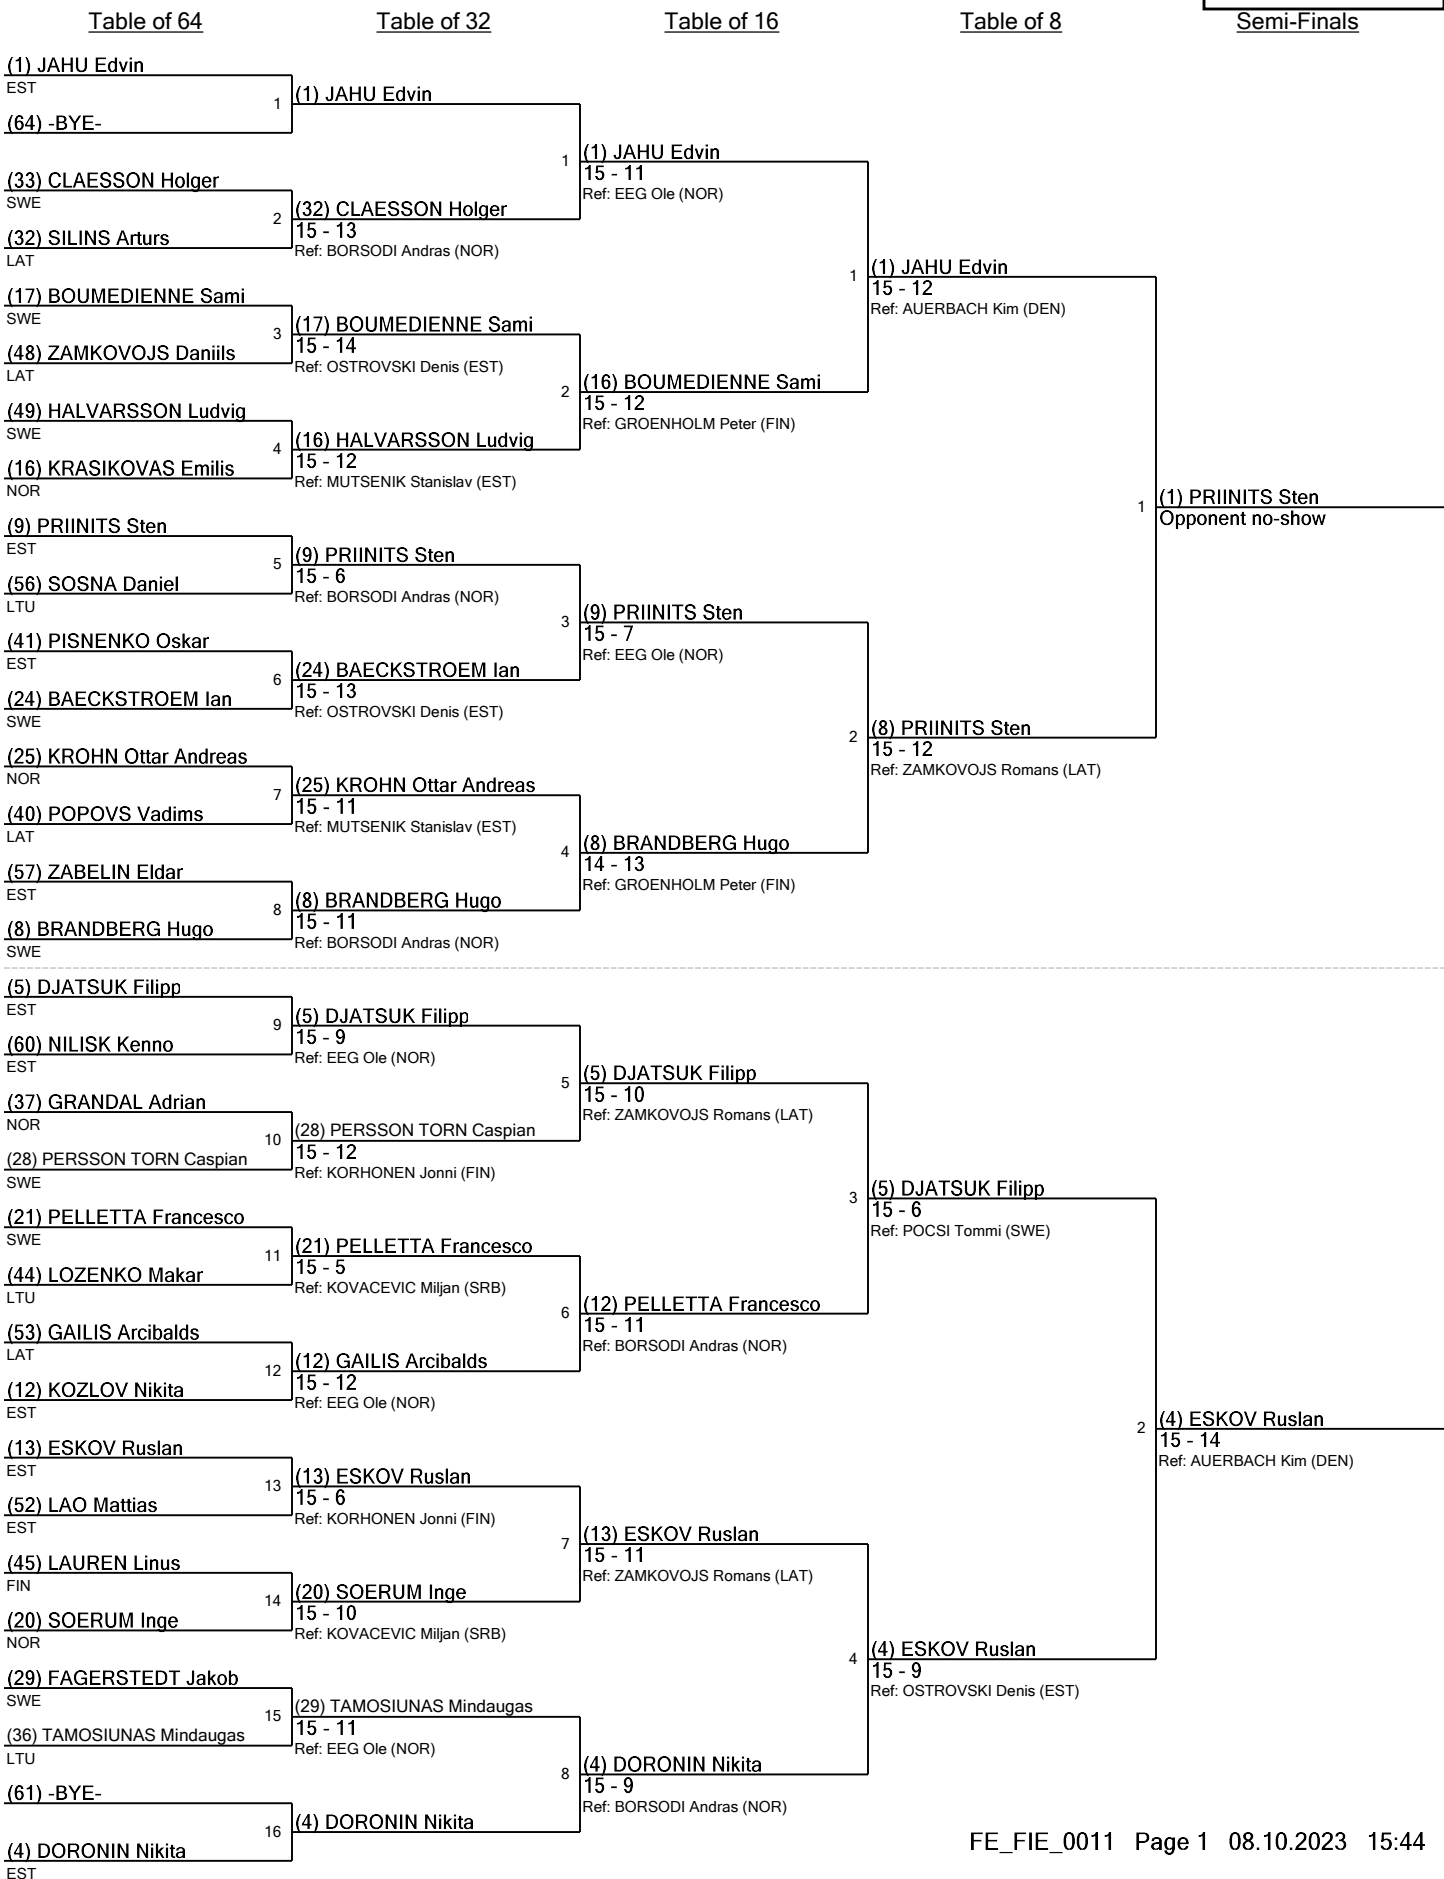 Table of 64
Table of 32
Table of 16
Table of 8
Semi-Finals
(1) JAHU Edvin
EST
1
(64) -BYE-
(33) CLAESSON Holger
SWE
2
(32) SILINS Arturs
LAT
(17) BOUMEDIENNE Sami
SWE
3
(48) ZAMKOVOJS Daniils
LAT
(49) HALVARSSON Ludvig
SWE
4
(16) KRASIKOVAS Emilis
NOR
(9) PRIINITS Sten
EST
5
(56) SOSNA Daniel
LTU
(41) PISNENKO Oskar
EST
6
(24) BAECKSTROEM Ian
SWE
(25) KROHN Ottar Andreas
NOR
7
(40) POPOVS Vadims
LAT
(57) ZABELIN Eldar
EST
8
(8) BRANDBERG Hugo
SWE
(5) DJATSUK Filipp
EST
9
(60) NILISK Kenno
EST
(37) GRANDAL Adrian
NOR
10
(28) PERSSON TORN Caspian
SWE
(21) PELLETTA Francesco
SWE
11
(44) LOZENKO Makar
LTU
(53) GAILIS Arcibalds
LAT
12
(12) KOZLOV Nikita
EST
(13) ESKOV Ruslan
EST
13
(52) LAO Mattias
EST
(45) LAUREN Linus
FIN
14
(20) SOERUM Inge
NOR
(29) FAGERSTEDT Jakob
SWE
15
(36) TAMOSIUNAS Mindaugas
LTU
(61) -BYE-
16
(4) DORONIN Nikita
EST
(1) JAHU Edvin
1
(32) CLAESSON Holger
15 - 13
Ref: BORSODI Andras (NOR)
(17) BOUMEDIENNE Sami
15 - 14
Ref: OSTROVSKI Denis (EST)
2
(16) HALVARSSON Ludvig
15 - 12
Ref: MUTSENIK Stanislav (EST)
(9) PRIINITS Sten
15 - 6
Ref: BORSODI Andras (NOR)
3
(24) BAECKSTROEM Ian
15 - 13
Ref: OSTROVSKI Denis (EST)
(25) KROHN Ottar Andreas
15 - 11
Ref: MUTSENIK Stanislav (EST)
4
(8) BRANDBERG Hugo
15 - 11
Ref: BORSODI Andras (NOR)
(5) DJATSUK Filipp
15 - 9
Ref: EEG Ole (NOR)
5
(28) PERSSON TORN Caspian
15 - 12
Ref: KORHONEN Jonni (FIN)
(21) PELLETTA Francesco
15 - 5
Ref: KOVACEVIC Miljan (SRB)
6
(12) GAILIS Arcibalds
15 - 12
Ref: EEG Ole (NOR)
(13) ESKOV Ruslan
15 - 6
Ref: KORHONEN Jonni (FIN)
7
(20) SOERUM Inge
15 - 10
Ref: KOVACEVIC Miljan (SRB)
(29) TAMOSIUNAS Mindaugas
15 - 11
Ref: EEG Ole (NOR)
8
(4) DORONIN Nikita
(1) JAHU Edvin
15 - 11
Ref: EEG Ole (NOR)
1
(16) BOUMEDIENNE Sami
15 - 12
Ref: GROENHOLM Peter (FIN)
(9) PRIINITS Sten
15 - 7
Ref: EEG Ole (NOR)
2
(8) BRANDBERG Hugo
14 - 13
Ref: GROENHOLM Peter (FIN)
(5) DJATSUK Filipp
15 - 10
Ref: ZAMKOVOJS Romans (LAT)
3
(12) PELLETTA Francesco
15 - 11
Ref: BORSODI Andras (NOR)
(13) ESKOV Ruslan
15 - 11
Ref: ZAMKOVOJS Romans (LAT)
4
(4) DORONIN Nikita
15 - 9
Ref: BORSODI Andras (NOR)
(1) JAHU Edvin
15 - 12
Ref: AUERBACH Kim (DEN)
1
(8) PRIINITS Sten
15 - 12
Ref: ZAMKOVOJS Romans (LAT)
(5) DJATSUK Filipp
15 - 6
Ref: POCSI Tommi (SWE)
2
(4) ESKOV Ruslan
15 - 9
Ref: OSTROVSKI Denis (EST)
(1) PRIINITS Sten
Opponent no-show
(4) ESKOV Ruslan
15 - 14
Ref: AUERBACH Kim (DEN)
FE_FIE_0011 Page 1 08.10.2023 15:44